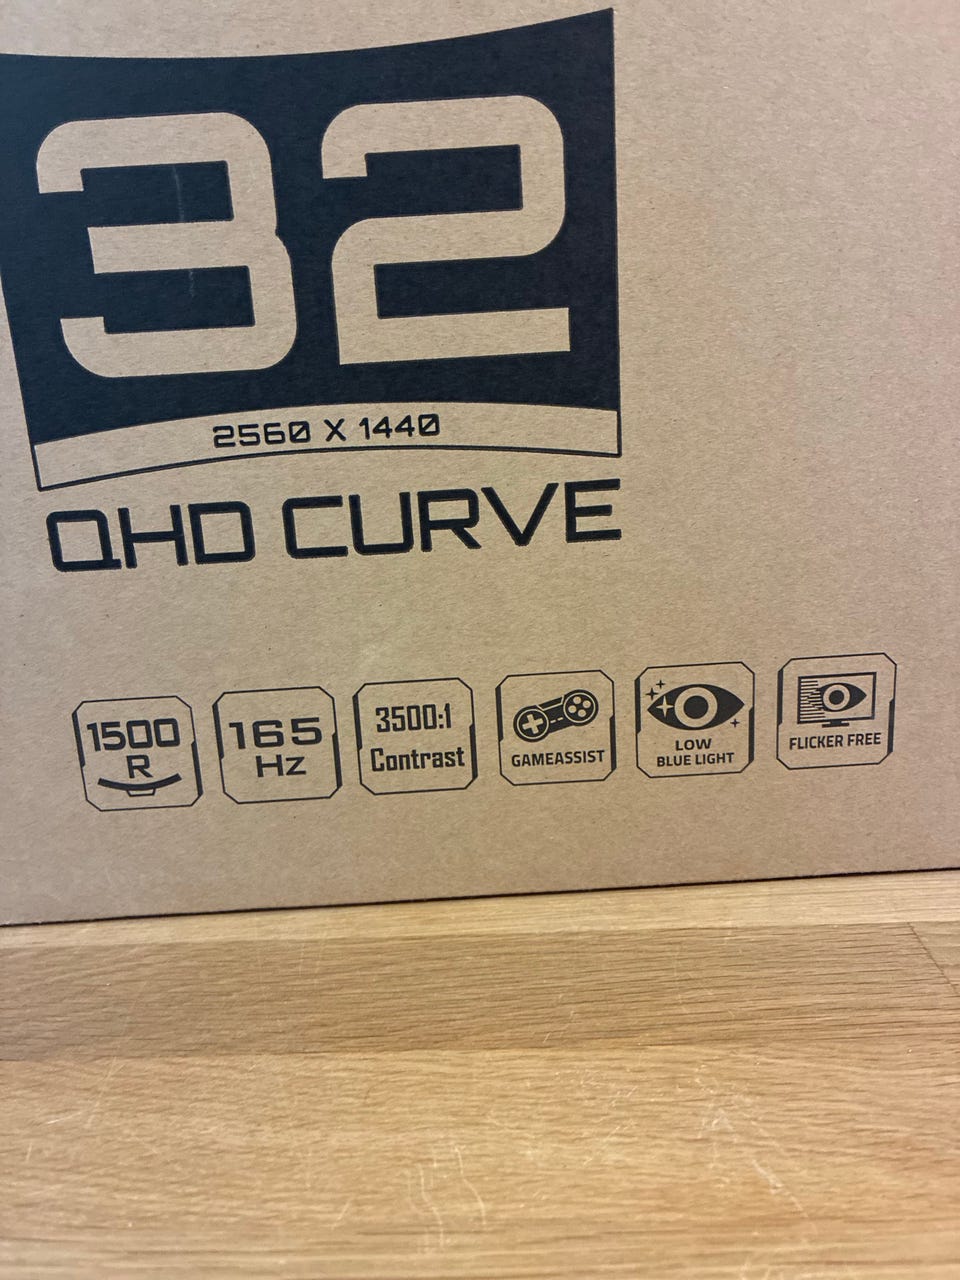 32
2560 X 1440
QHD CURVE
1500
R
165
Hz
3500:1
Contrast
GAMEASSIST
LOW
BLUE LIGHT
FLICKER FREE